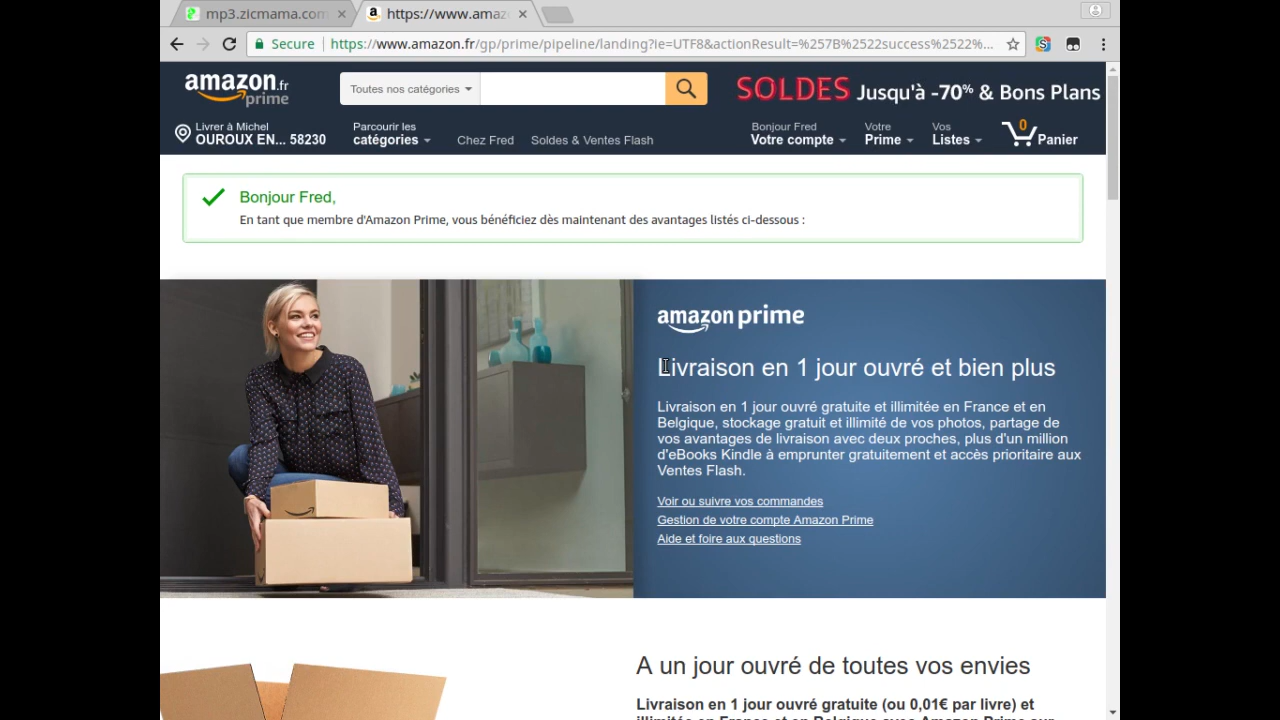 mp3.zicmama.com
https://www.amaz
Secure
https://www.amazon.fr/gp/prime/pipeline/landing?ie=UTF8&actionResult=%257B%2522success%2522%...
amazon.fr
prime
Toutes nos catégories
SOLDES Jusqu'à -70% & Bons Plans
Livrer à Michel
OUROUX EN... 58230
Parcourir les
catégories
Chez Fred
Soldes & Ventes Flash
Bonjour Fred
Votre compte
Votre
Prime
Vos
Listes
0
Panier
Bonjour Fred,
En tant que membre d'Amazon Prime, vous bénéficiez dès maintenant des avantages listés ci-dessous :
amazon prime
Livraison en 1 jour ouvré et bien plus
Livraison en 1 jour ouvré gratuite et illimitée en France et en
Belgique, stockage gratuit et illimité de vos photos, partage de
vos avantages de livraison avec deux proches, plus d'un million
d'eBooks Kindle à emprunter gratuitement et accès prioritaire aux
Ventes Flash.
Voir ou suivre vos commandes
Gestion de votre compte Amazon Prime
Aide et foire aux questions
A un jour ouvré de toutes vos envies
Livraison en 1 jour ouvré gratuite (ou 0,01€ par livre) et
illimitée en France et en Belgique avec Amazon Prime sur